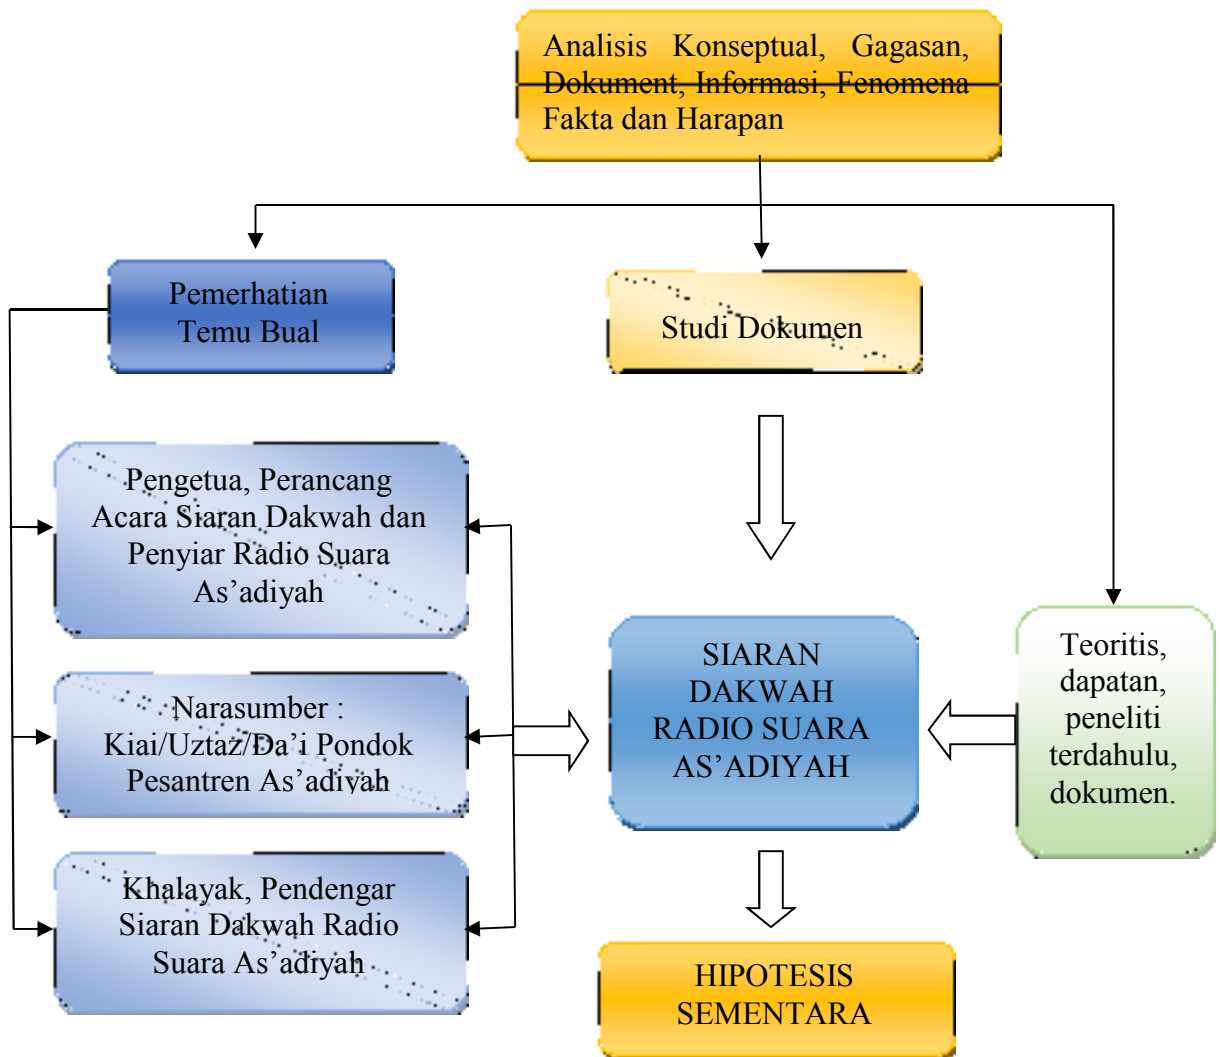 Analisis Konseptual, Gagasan,
Dokument, Informasi, Fenomena
Fakta dan Harapan
Pemerhatian
Temu Bual
Studi Dokumen
Pengetua, Perancang
Acara Siaran Dakwah dan
Penyiar Radio Suara
As’adiyah
Narasumber :
Kiai/Uztaz/Da’i Pondok
Pesantren As’adiyah
Khalayak, Pendengar
Siaran Dakwah Radio
Suara As’adiyah
SIARAN
DAKWAH
RADIO SUARA
AS’ADIYAH
Teoritis,
dapatan,
peneliti
terdahulu,
dokumen.
HIPOTESIS
SEMENTARA